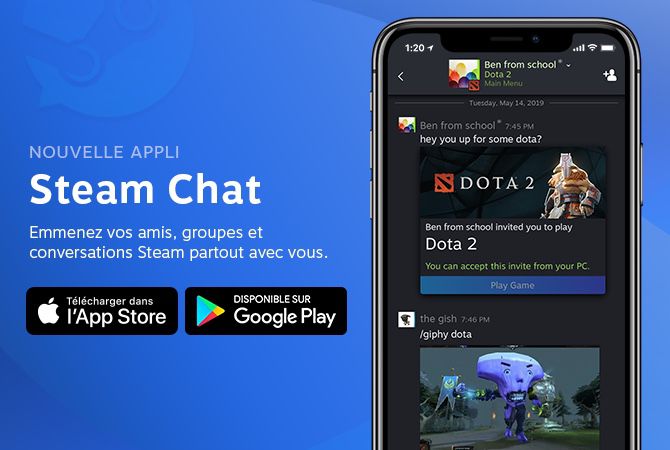 NOUVELLE APPLI
Steam Chat
Emmenez vos amis, groupes et
conversations Steam partout avec vous.
Télécharger dans
l'App Store
DISPONIBLE SUR
Google Play
1:20
Ben from school*
Dota 2
Main Menu
Tuesday, May 14, 2019
Ben from school* 7:45 PM
hey you up for some dota?
DOTA 2
Ben from school invited you to play
Dota 2
You can accept this invite from your PC.
Play Game
the gish 7:46 PM
/giphy dota